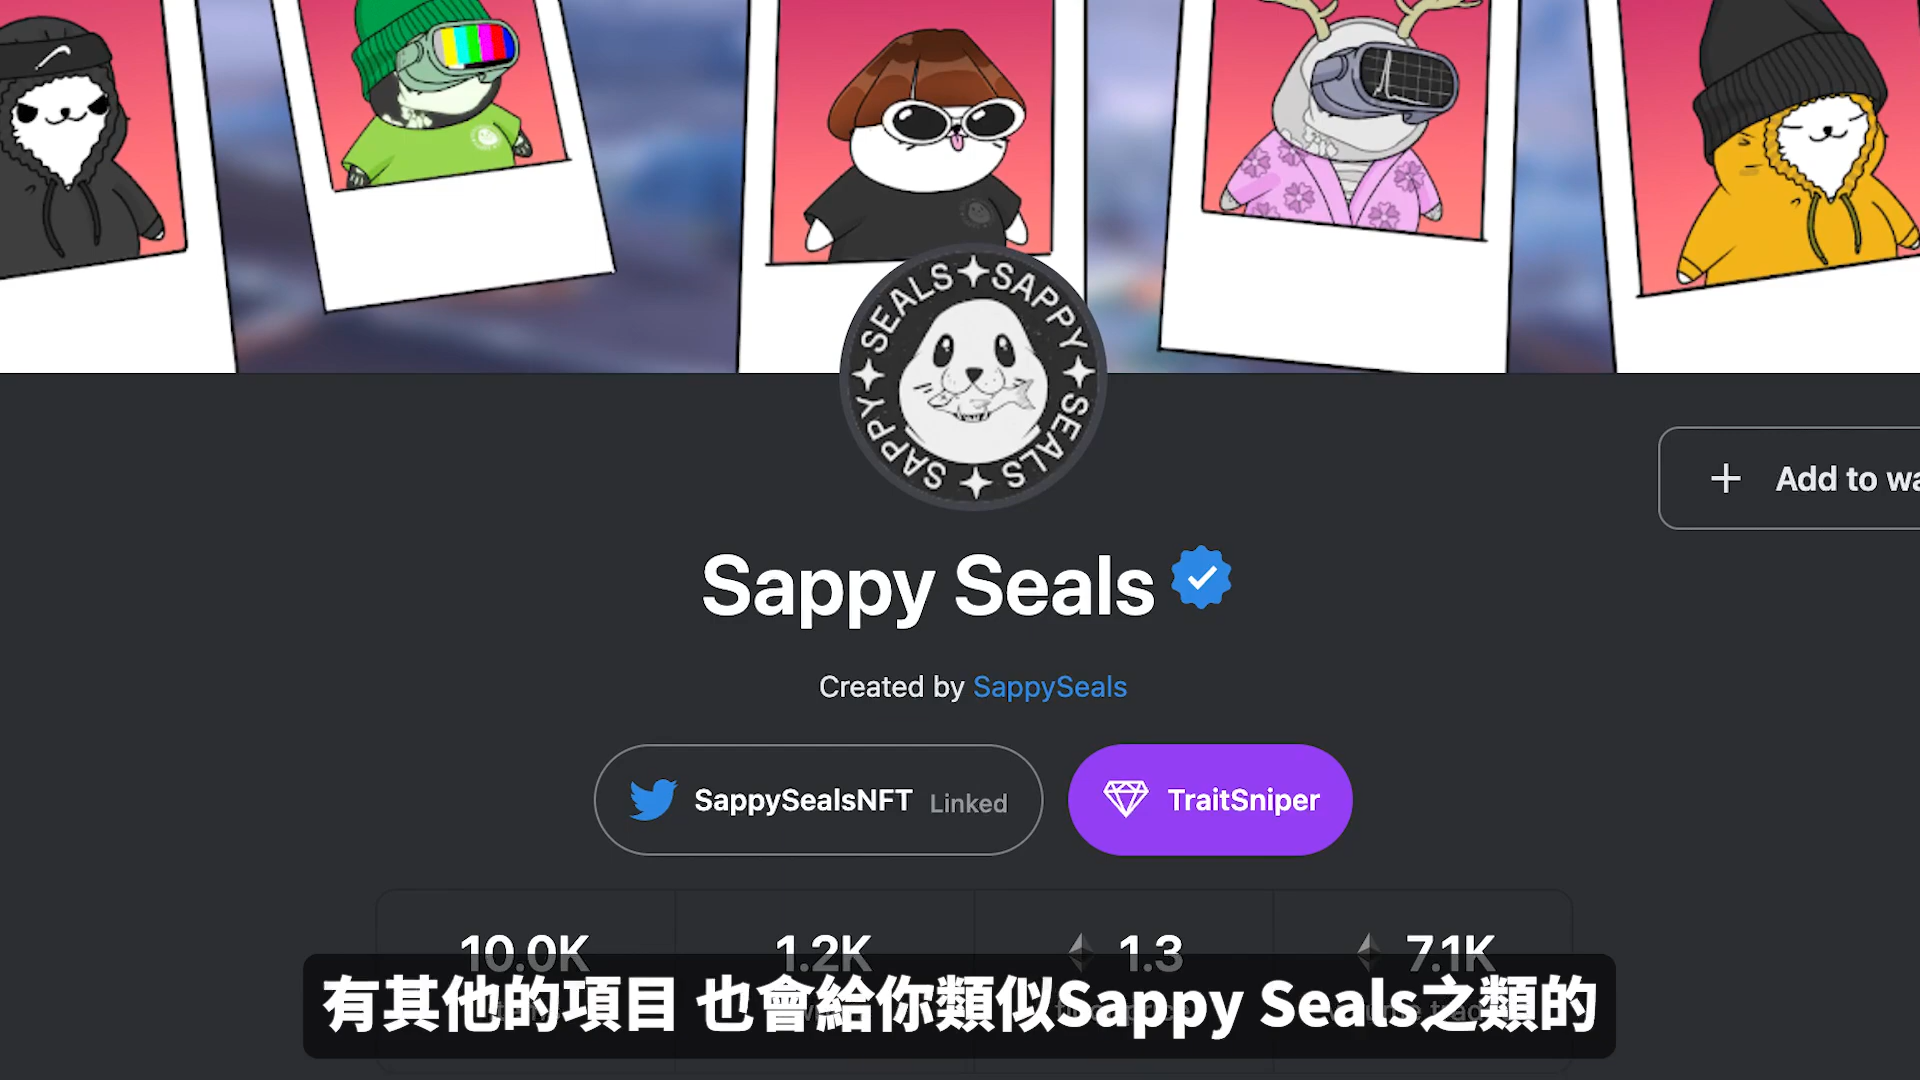 SAPPY SEALS SAPPY SEALS
Add to wa
Sappy Seals
Created by SappySeals
SappySealsNFT Linked
TraitSniper
10.0K 1.2K 1.3 7.1K
有其他的項目 也會給你類似Sappy Seals之類的